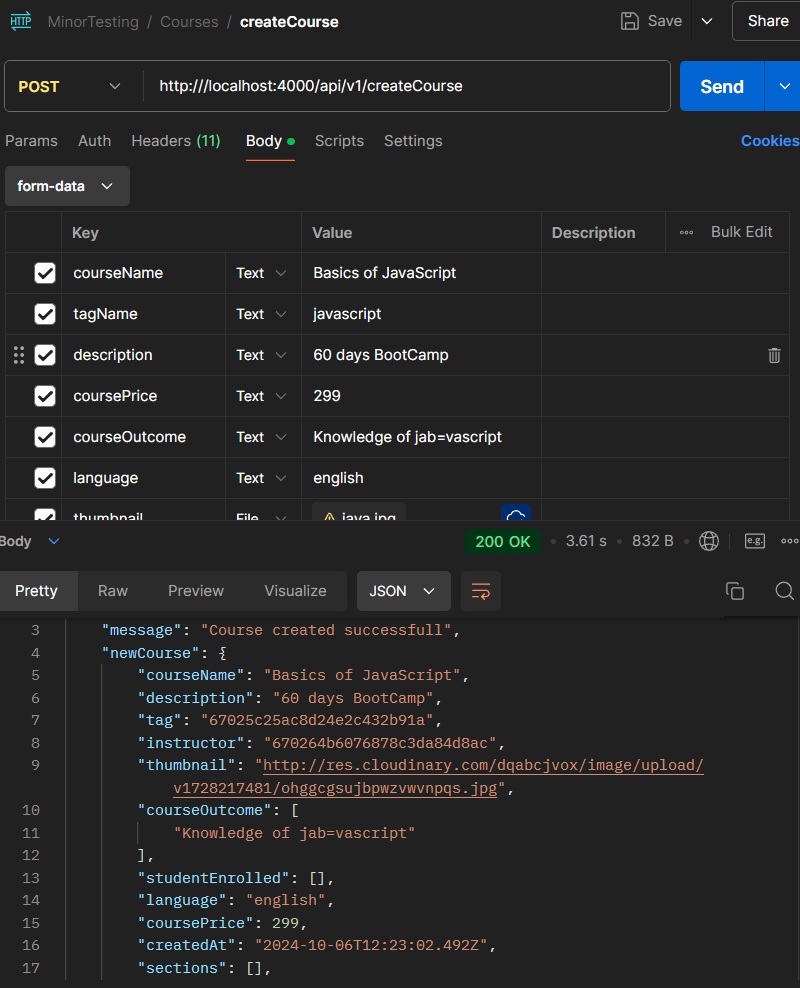 HTTP MinorTesting / Courses / createCourse Save Share
POST http:///localhost:4000/api/v1/createCourse Send
Params Auth Headers (11) Body Scripts Settings Cookies
form-data
Key Value Description Bulk Edit
courseName Text Basics of JavaScript
tagName Text javascript
description Text 60 days BootCamp
coursePrice Text 299
courseOutcome Text Knowledge of jab=vascript
language Text english
thumbnail File java.jpg
Body 200 OK 3.61 s 832 B e.g.
Pretty Raw Preview Visualize JSON
3 "message": "Course created successfull",
4 "newCourse": {
5 "courseName": "Basics of JavaScript",
6 "description": "60 days BootCamp",
7 "tag": "67025c25ac8d24e2c432b91a",
8 "instructor": "670264b6076878c3da84d8ac",
9 "thumbnail": "http://res.cloudinary.com/dqabcjvox/image/upload/
v1728217481/ohggcgsujbpwzvwvnpqs.jpg",
10 "courseOutcome": [
11 "Knowledge of jab=vascript"
12 ],
13 "studentEnrolled": [],
14 "language": "english",
15 "coursePrice": 299,
16 "createdAt": "2024-10-06T12:23:02.492Z",
17 "sections": [],